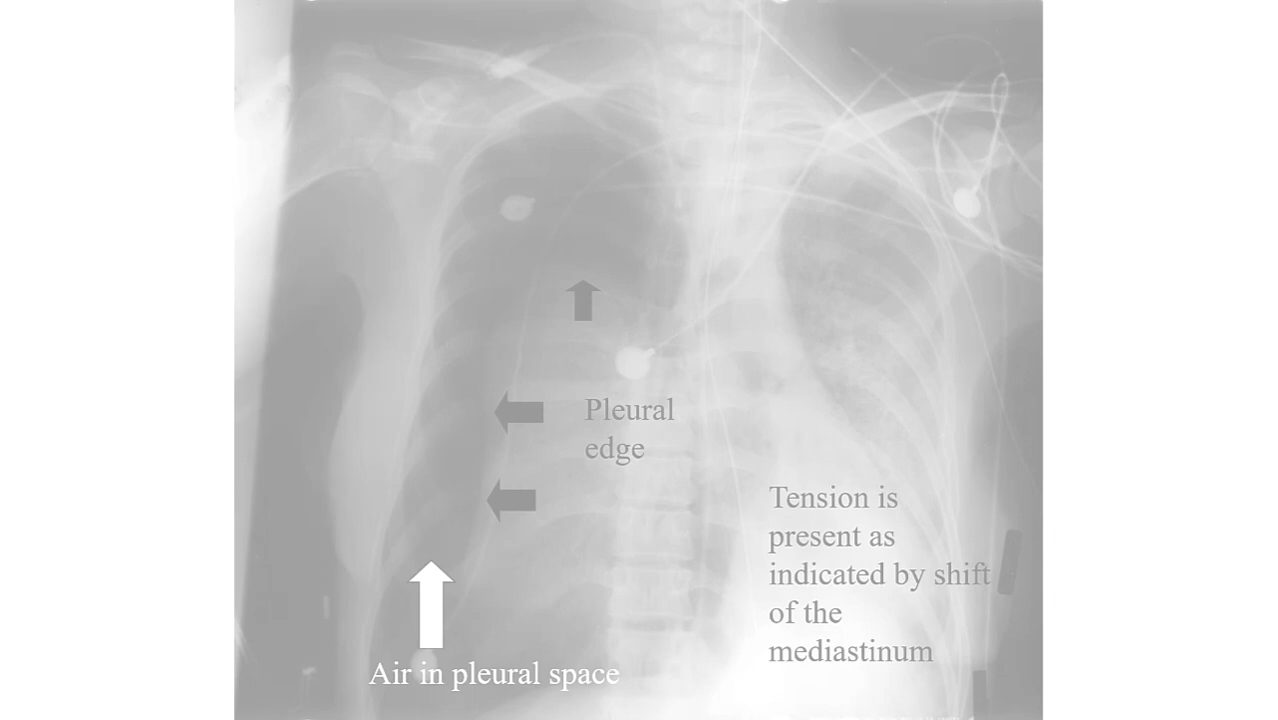 Pleural
edge
Tension is
present as
indicated by shift
of the
mediastinum
Air in pleural space